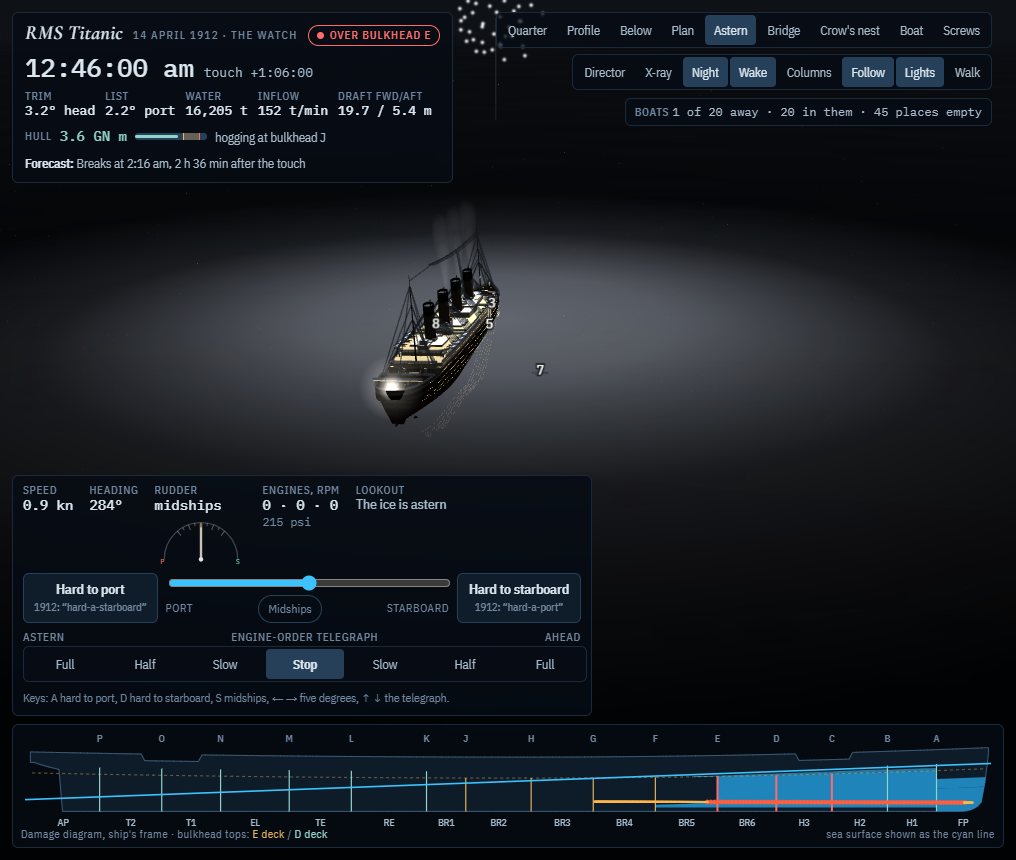 RMS Titanic 14 APRIL 1912 · THE WATCH OVER BULKHEAD E
12:46:00 am touch +1:06:00
TRIM LIST WATER INFLOW DRAFT FWD/AFT
3.2° head 2.2° port 16,205 t 152 t/min 19.7 / 5.4 m
HULL 3.6 GN m hogging at bulkhead J
Forecast: Breaks at 2:16 am, 2 h 36 min after the touch
Quarter Profile Below Plan Astern Bridge Crow's nest Boat Screws
Director X-ray Night Wake Columns Follow Lights Walk
BOATS 1 of 20 away · 20 in them · 45 places empty
3
8 5
7
SPEED HEADING RUDDER ENGINES, RPM LOOKOUT
0.9 kn 284° midships 0 · 0 · 0 The ice is astern
215 psi
P S
Hard to port Hard to starboard
1912: “hard-a-starboard” 1912: “hard-a-port”
PORT Midships STARBOARD
ASTERN ENGINE-ORDER TELEGRAPH AHEAD
Full Half Slow Stop Slow Half Full
Keys: A hard to port, D hard to starboard, S midships, ← → five degrees, ↑ ↓ the telegraph.
P O N M L K J H G F E D C B A
AP T2 T1 EL TE RE BR1 BR2 BR3 BR4 BR5 BR6 H3 H2 H1 FP
Damage diagram, ship's frame · bulkhead tops: E deck / D deck sea surface shown as the cyan line